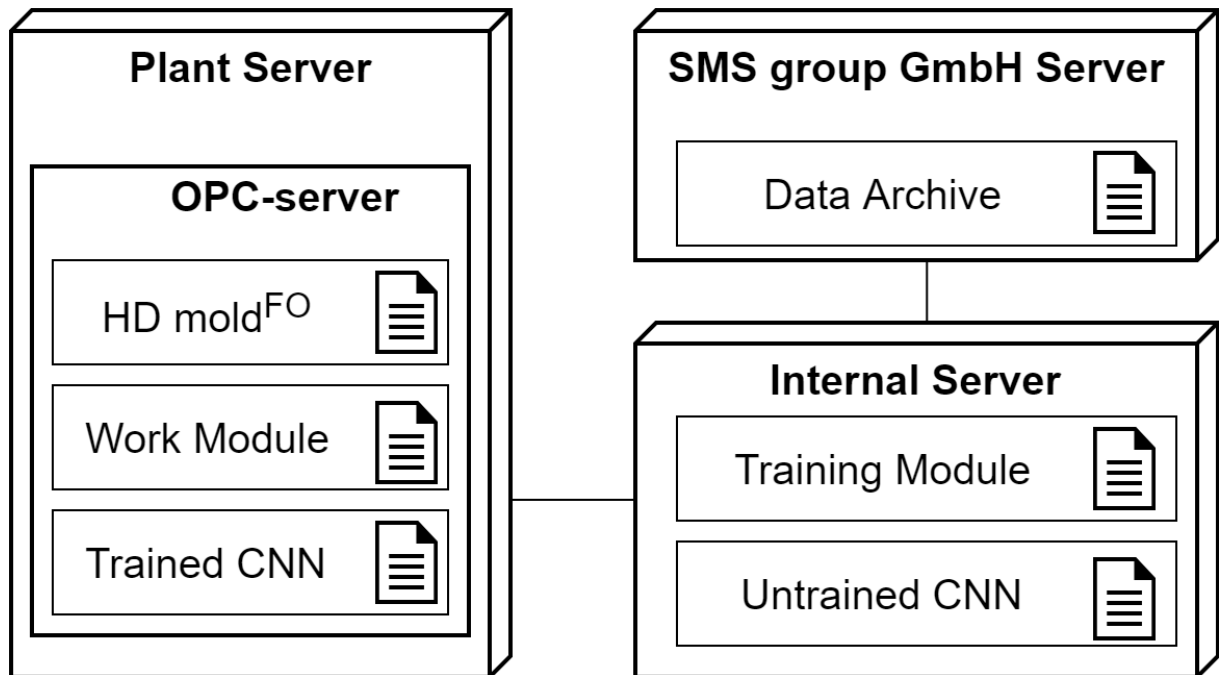 Plant Server
OPC-server
HD mold^FO
Work Module
Trained CNN
SMS group GmbH Server
Data Archive
Internal Server
Training Module
Untrained CNN